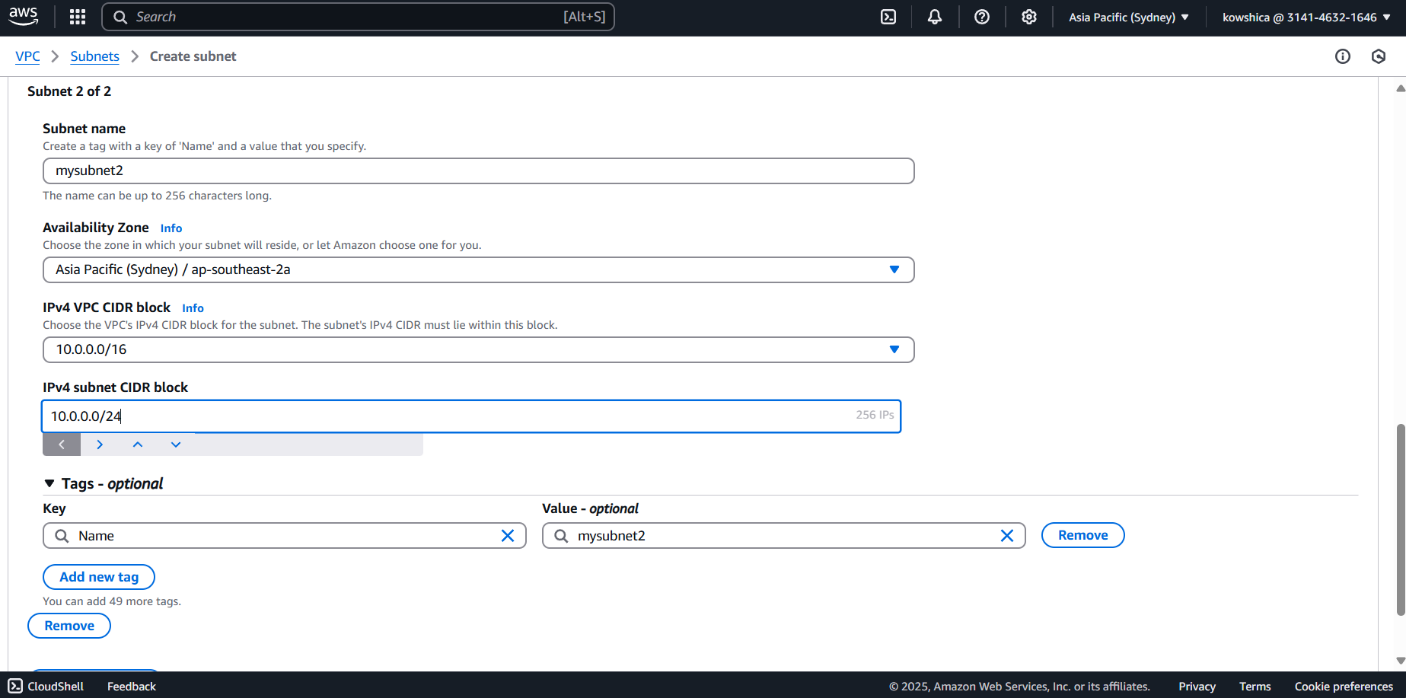 aws
Search
[Alt+S]
Asia Pacific (Sydney)
kowshica @ 3141-4632-1646
VPC
Subnets
Create subnet
Subnet 2 of 2
Subnet name
Create a tag with a key of 'Name' and a value that you specify.
mysubnet2
The name can be up to 256 characters long.
Availability Zone Info
Choose the zone in which your subnet will reside, or let Amazon choose one for you.
Asia Pacific (Sydney) / ap-southeast-2a
IPv4 VPC CIDR block Info
Choose the VPC's IPv4 CIDR block for the subnet. The subnet's IPv4 CIDR must lie within this block.
10.0.0.0/16
IPv4 subnet CIDR block
10.0.0.0/24 256 IPs
Tags - optional
Key Value - optional
Name mysubnet2 Remove
Add new tag
You can add 49 more tags.
Remove
CloudShell Feedback © 2025, Amazon Web Services, Inc. or its affiliates. Privacy Terms Cookie preferences